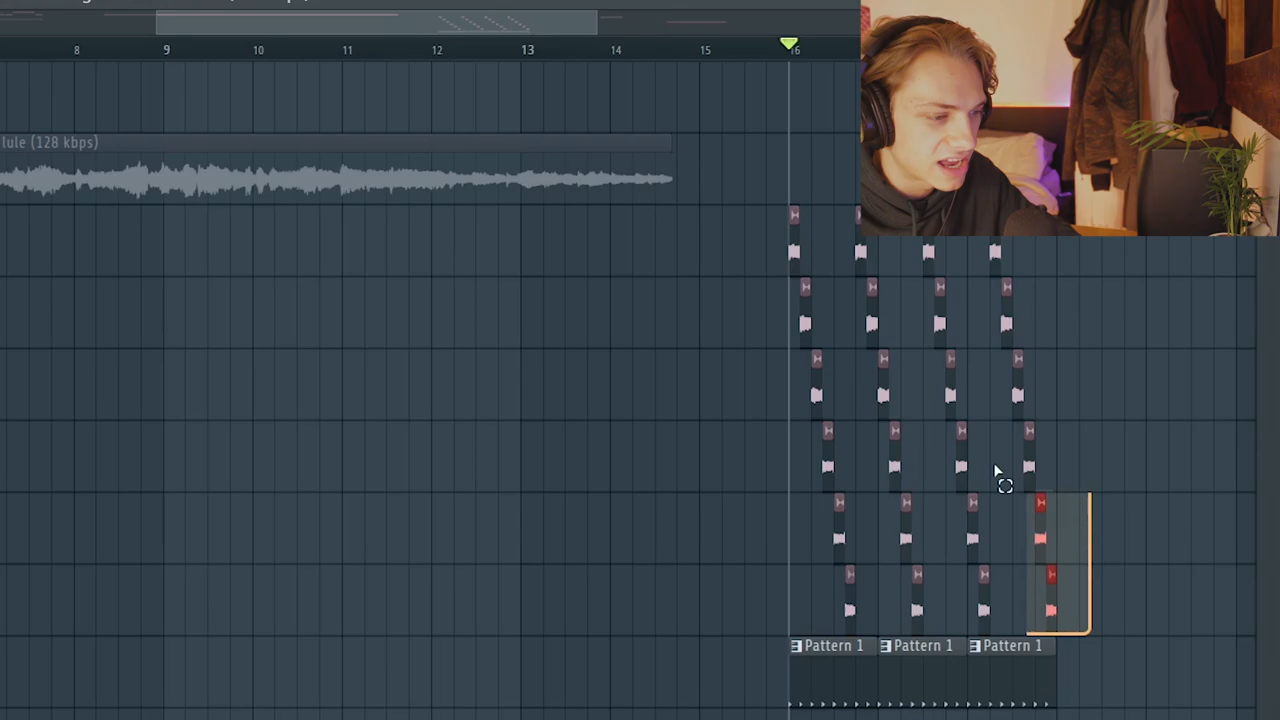 8 9 10 11 12 13 14 15 16
lule (128 kbps)
Pattern 1 Pattern 1 Pattern 1